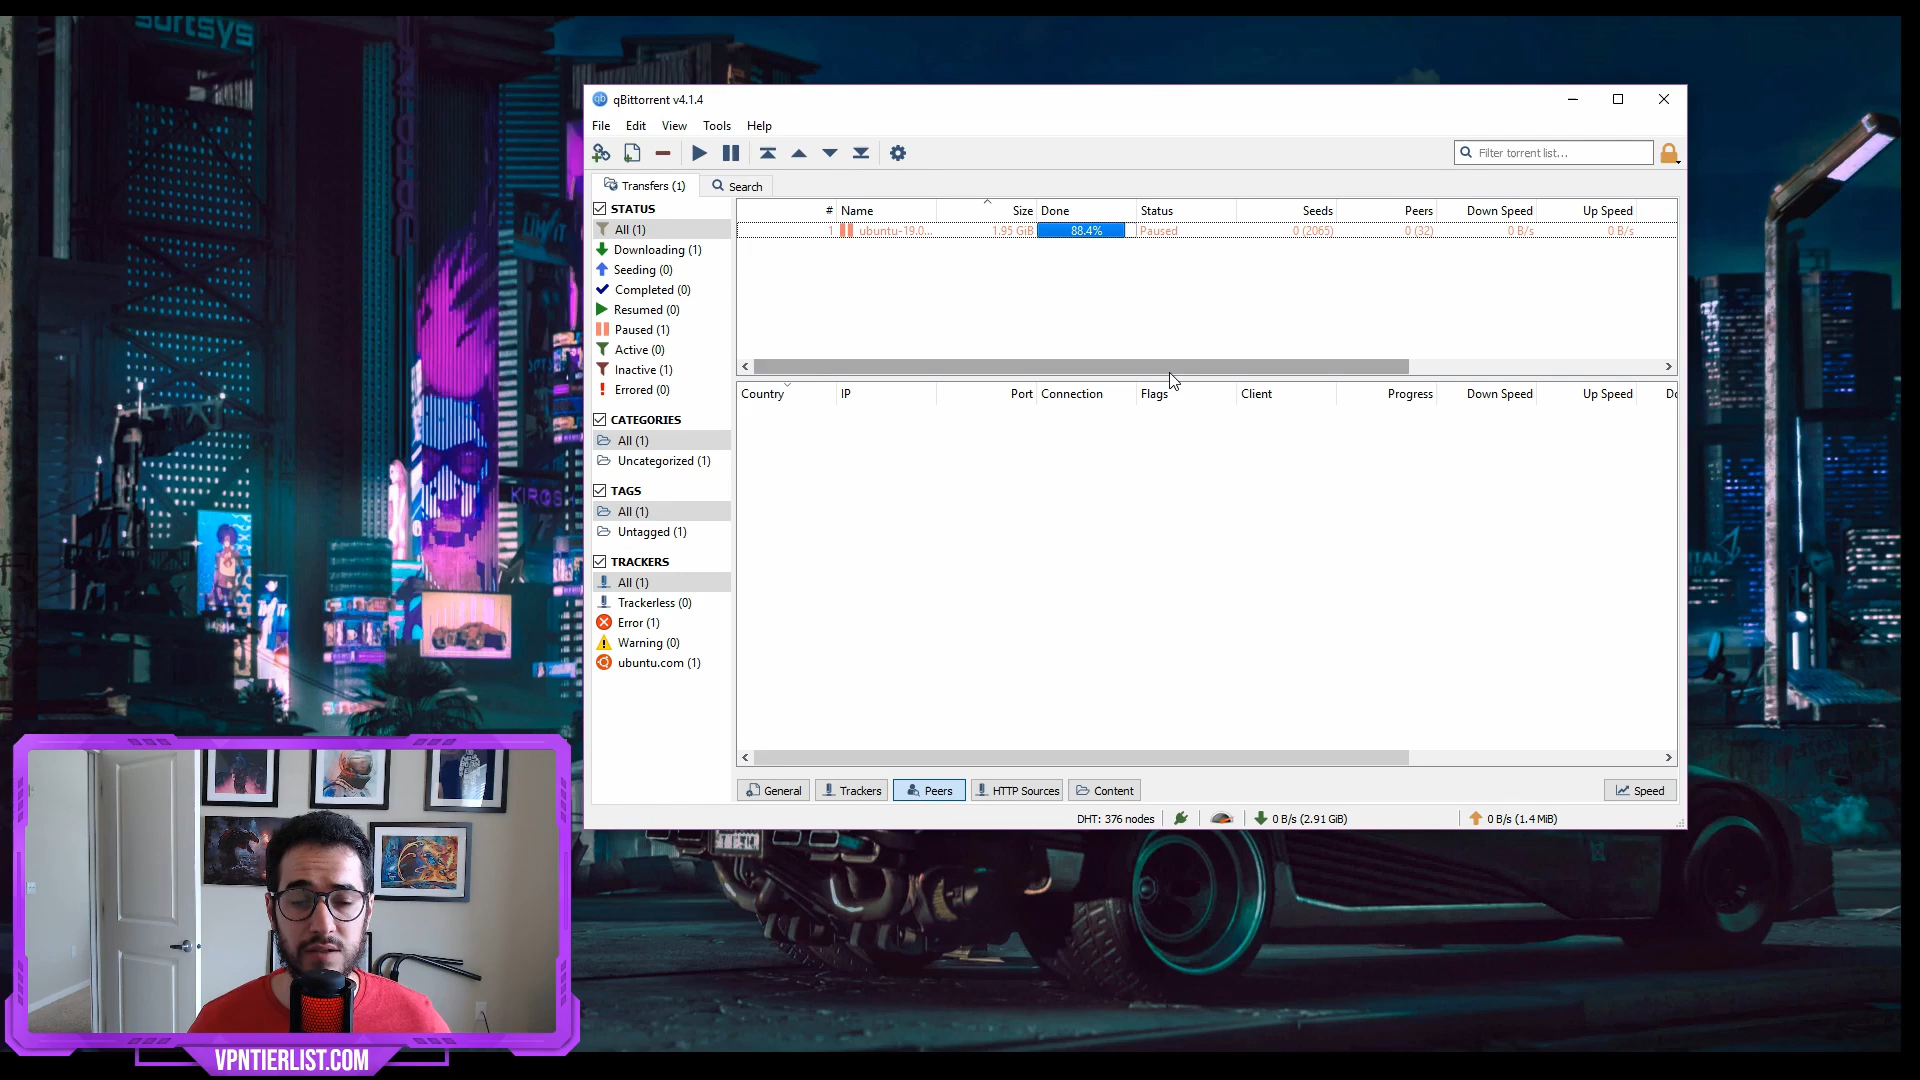 surtsys
KIROS
qb qBittorrent v4.1.4
File Edit View Tools Help
Filter torrent list...
Transfers (1) Search
STATUS
All (1)
Downloading (1)
Seeding (0)
Completed (0)
Resumed (0)
Paused (1)
Active (0)
Inactive (1)
Errored (0)
CATEGORIES
All (1)
Uncategorized (1)
TAGS
All (1)
Untagged (1)
TRACKERS
All (1)
Trackerless (0)
Error (1)
Warning (0)
ubuntu.com (1)
# Name Size Done Status Seeds Peers Down Speed Up Speed
1 ubuntu-19.0... 1.95 GiB 88.4% Paused 0 (2065) 0 (32) 0 B/s 0 B/s
Country IP Port Connection Flags Client Progress Down Speed Up Speed Do
General Trackers Peers HTTP Sources Content Speed
DHT: 376 nodes 0 B/s (2.91 GiB) 0 B/s (1.4 MiB)
VPNTIERLIST.COM